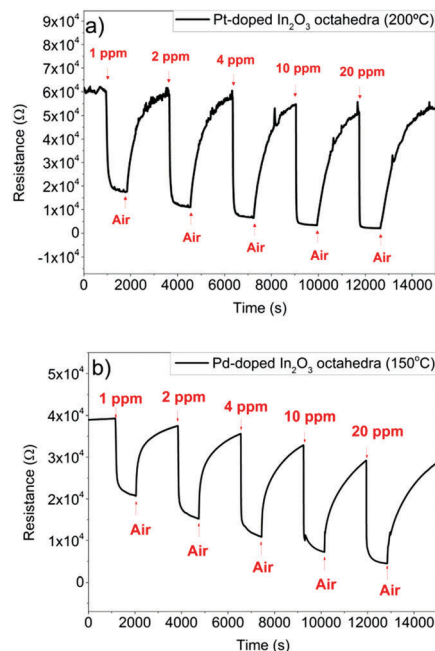 a)
Pt-doped In₂O₃ octahedra (200ºC)
9x10⁴
8x10⁴
7x10⁴
6x10⁴
5x10⁴
4x10⁴
3x10⁴
2x10⁴
1x10⁴
0
-1x10⁴
Resistance (Ω)
1 ppm
2 ppm
4 ppm
10 ppm
20 ppm
Air
Air
Air
Air
Air
0 2000 4000 6000 8000 10000 12000 14000
Time (s)
b)
Pd-doped In₂O₃ octahedra (150°C)
5x10⁴
4x10⁴
3x10⁴
2x10⁴
1x10⁴
0
Resistance (Ω)
1 ppm
2 ppm
4 ppm
10 ppm
20 ppm
Air
Air
Air
Air
Air
0 2000 4000 6000 8000 10000 12000 14000
Time (s)